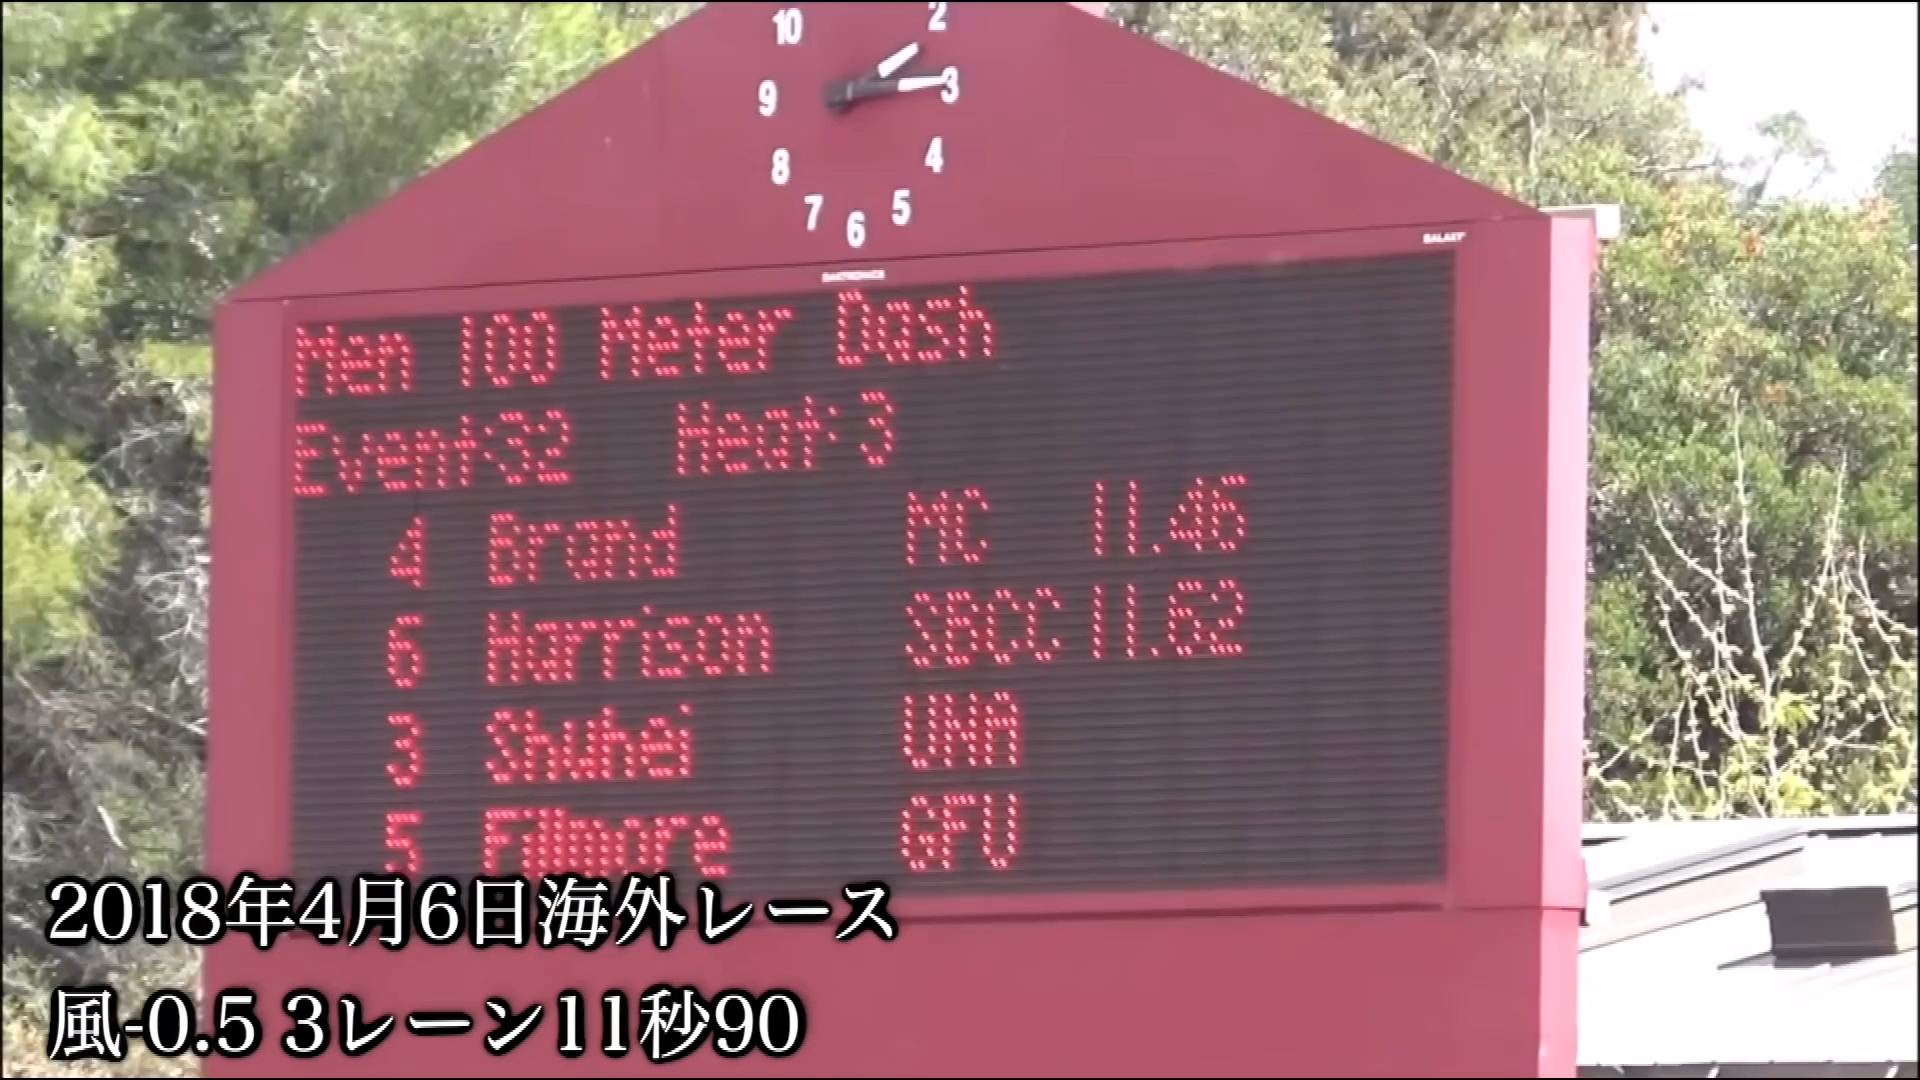 10 2
9 3
8 4
7 6 5
DAKTRONICS GALAXY
Men 100 Meter Dash
Event:32 Heat:3
4 Brand MC 11.46
6 Harrison SBCC 11.62
3 Shuhei UNA
5 Fillmore GFU
2018年4月6日海外レース
風-0.5 3レーン11秒90